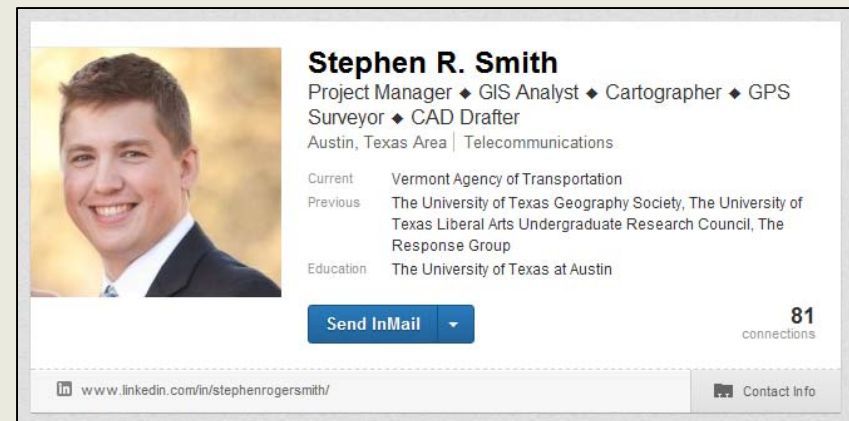 Stephen R. Smith
Project Manager ◆ GIS Analyst ◆ Cartographer ◆ GPS
Surveyor ◆ CAD Drafter
Austin, Texas Area | Telecommunications
Current Vermont Agency of Transportation
Previous The University of Texas Geography Society, The University of
Texas Liberal Arts Undergraduate Research Council, The
Response Group
Education The University of Texas at Austin
Send InMail
81
connections
in www.linkedin.com/in/stephenrogersmith/
Contact Info